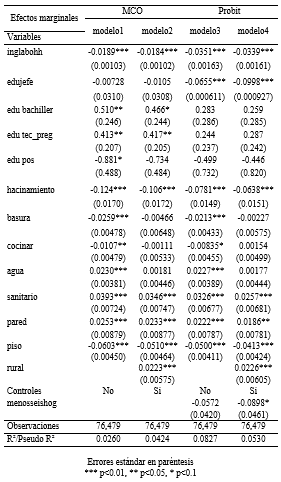 Efectos marginales MCO Probit
Variables modelo1 modelo2 modelo3 modelo4
inglabohh -0.0189*** -0.0184*** -0.0351*** -0.0339***
(0.00103) (0.00102) (0.00163) (0.00161)
edujefe -0.00728 -0.0105 -0.0655*** -0.0998***
(0.0310) (0.0308) (0.000611) (0.000927)
edu bachiller 0.510** 0.466* 0.283 0.259
(0.246) (0.244) (0.286) (0.285)
edu tec_preg 0.413** 0.417** 0.244 0.287
(0.207) (0.205) (0.237) (0.242)
edu pos -0.881* -0.734 -0.499 -0.446
(0.488) (0.484) (0.732) (0.820)
hacinamiento -0.124*** -0.106*** -0.0781*** -0.0638***
(0.0170) (0.0172) (0.0149) (0.0151)
basura -0.0259*** -0.00466 -0.0213*** -0.00227
(0.00478) (0.00648) (0.00433) (0.00575)
cocinar -0.0107** -0.00111 -0.00835* 0.00154
(0.00479) (0.00533) (0.00455) (0.00499)
agua 0.0230*** 0.00181 0.0227*** 0.00177
(0.00381) (0.00446) (0.00389) (0.00444)
sanitario 0.0393*** 0.0346*** 0.0326*** 0.0257***
(0.00724) (0.00747) (0.00677) (0.00681)
pared 0.0253*** 0.0233*** 0.0222*** 0.0186**
(0.00879) (0.00877) (0.00787) (0.00781)
piso -0.0603*** -0.0510*** -0.0500*** -0.0413***
(0.00450) (0.00464) (0.00411) (0.00424)
rural 0.0223*** 0.0226***
(0.00575) (0.00605)
Controles No Si No Si
menosseishog -0.0572 -0.0898*
(0.0420) (0.0461)
Observaciones 76,479 76,479 76,479 76,479
R²/Pseudo R² 0.0260 0.0424 0.0827 0.0530
Errores estándar en paréntesis
*** p<0.01, ** p<0.05, * p<0.1